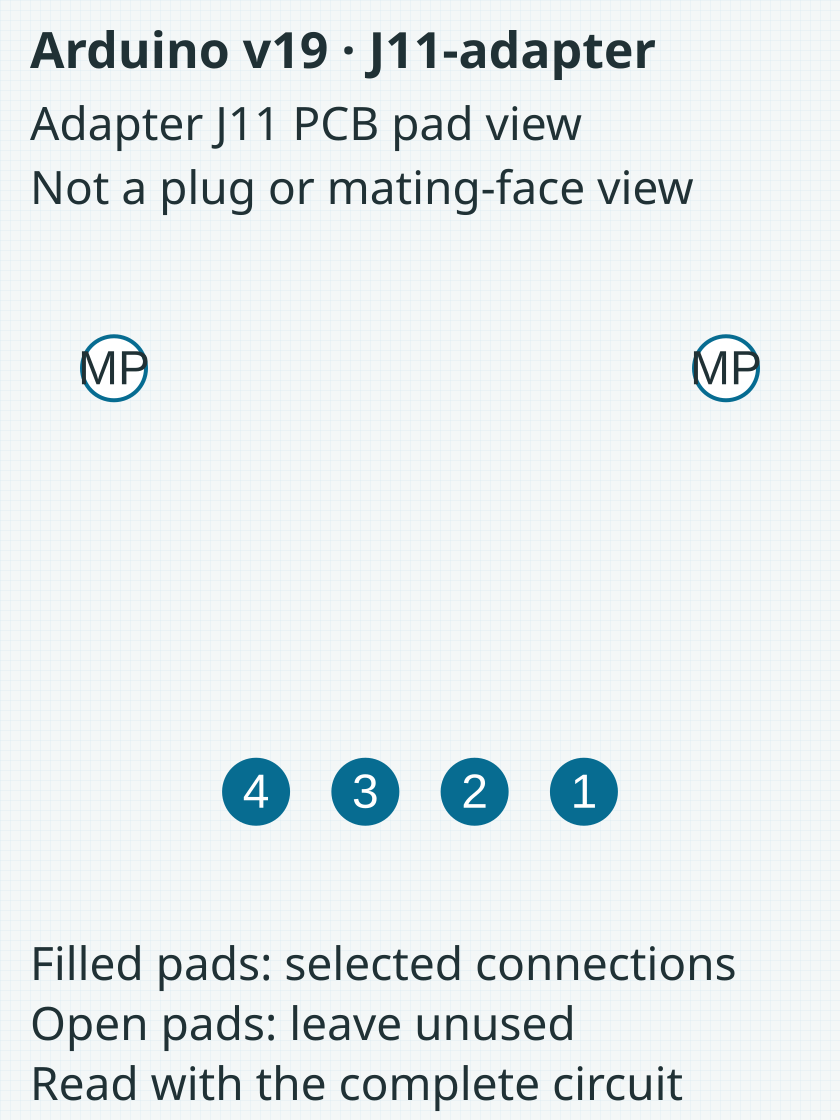 Arduino v19 · J11-adapter
Adapter J11 PCB pad view
Not a plug or mating-face view
MP MP
4 3 2 1
Filled pads: selected connections
Open pads: leave unused
Read with the complete circuit